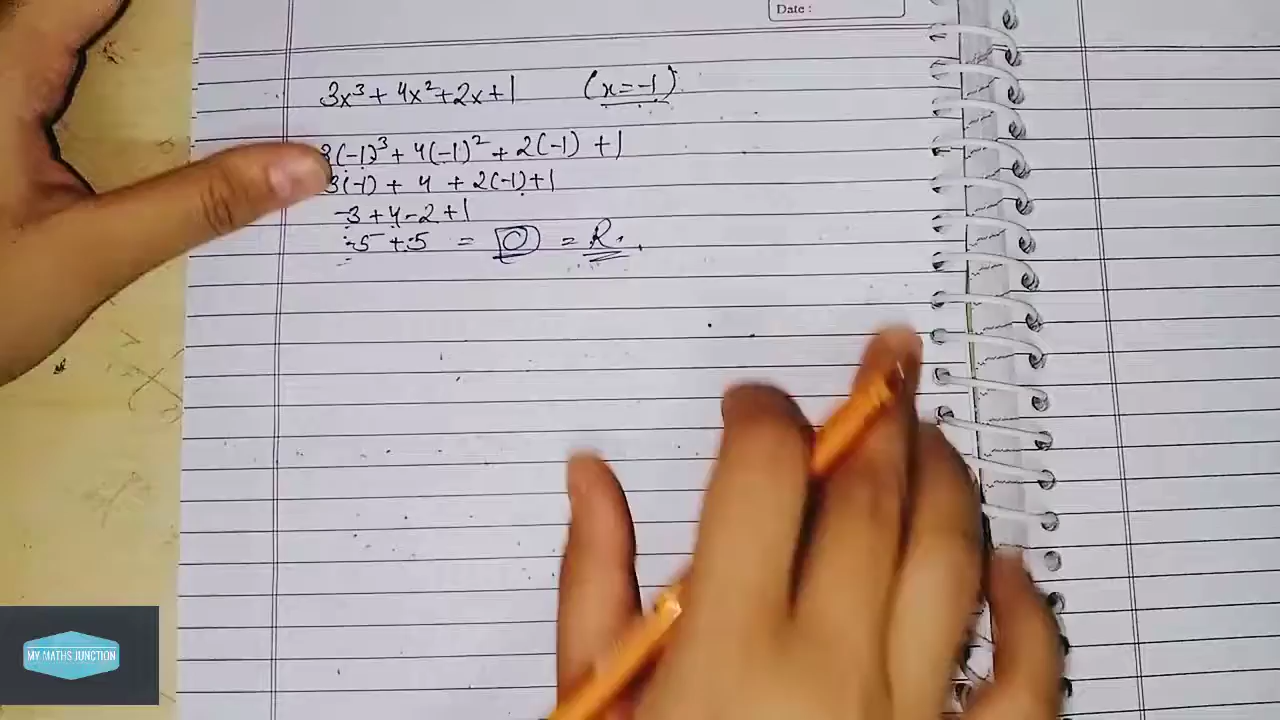 Date :
3x³ + 4x² + 2x + 1 (x = -1)
3(-1)³ + 4(-1)² + 2(-1) + 1
3(-1) + 4 + 2(-1) + 1
-3 + 4 - 2 + 1
-5 + 5 = 0 = R.
MY MATHS JUNCTION